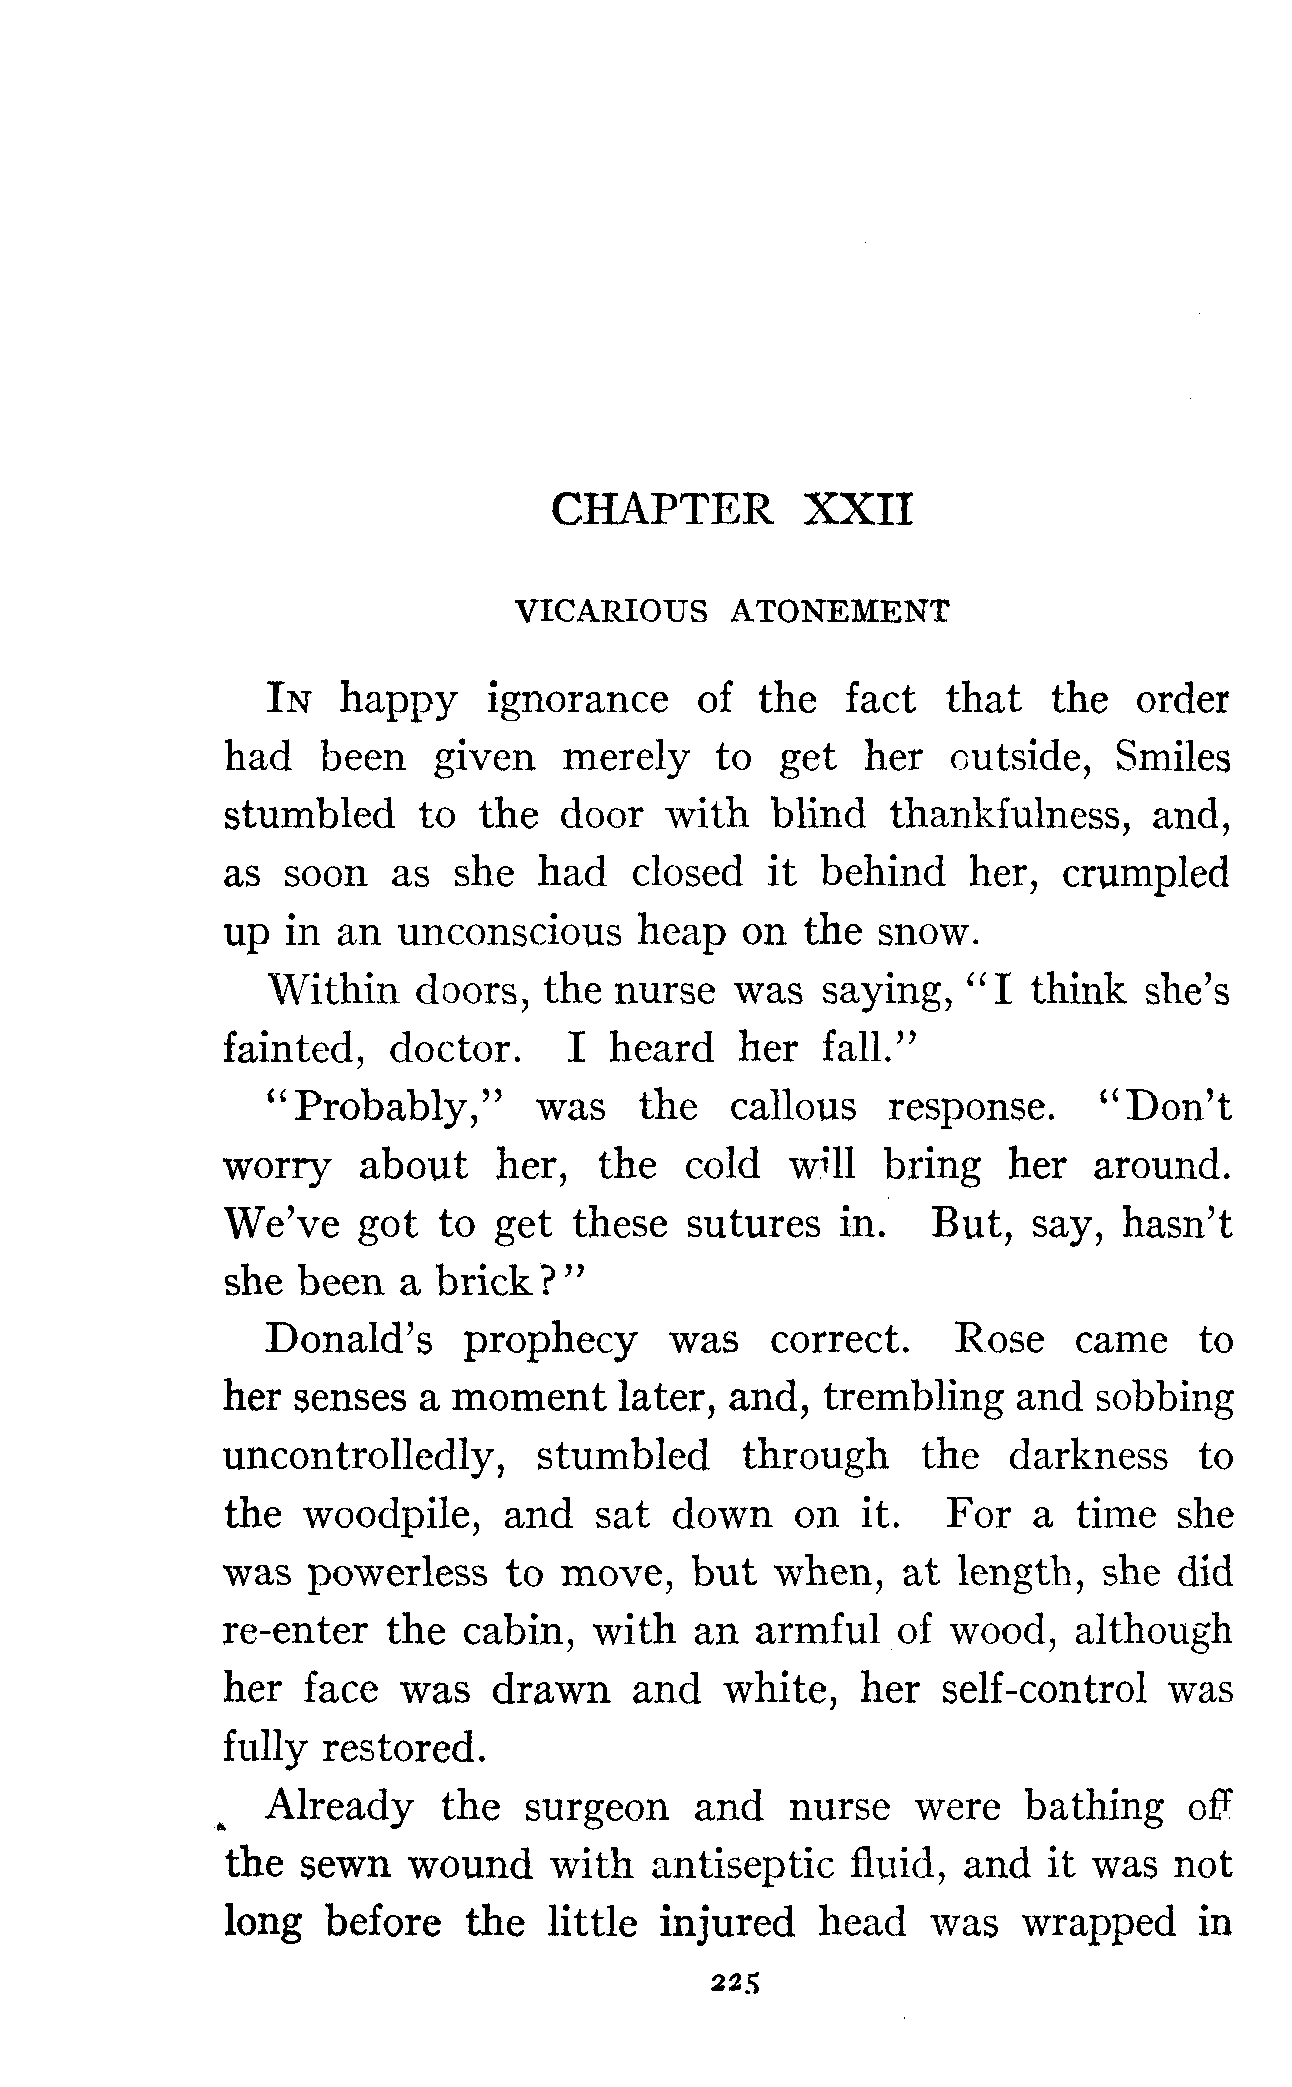 CHAPTER XXII
VICARIOUS ATONEMENT
IN happy ignorance of the fact that the order
had been given merely to get her outside, Smiles
stumbled to the door with blind thankfulness, and,
as soon as she had closed it behind her, crumpled
up in an unconscious heap on the snow.
Within doors, the nurse was saying, "I think she's
fainted, doctor. I heard her fall."
"Probably," was the callous response. "Don't
worry about her, the cold will bring her around.
We've got to get these sutures in. But, say, hasn't
she been a brick?"
Donald's prophecy was correct. Rose came to
her senses a moment later, and, trembling and sobbing
uncontrolledly, stumbled through the darkness to
the woodpile, and sat down on it. For a time she
was powerless to move, but when, at length, she did
re-enter the cabin, with an armful of wood, although
her face was drawn and white, her self-control was
fully restored.
Already the surgeon and nurse were bathing off
the sewn wound with antiseptic fluid, and it was not
long before the little injured head was wrapped in
225